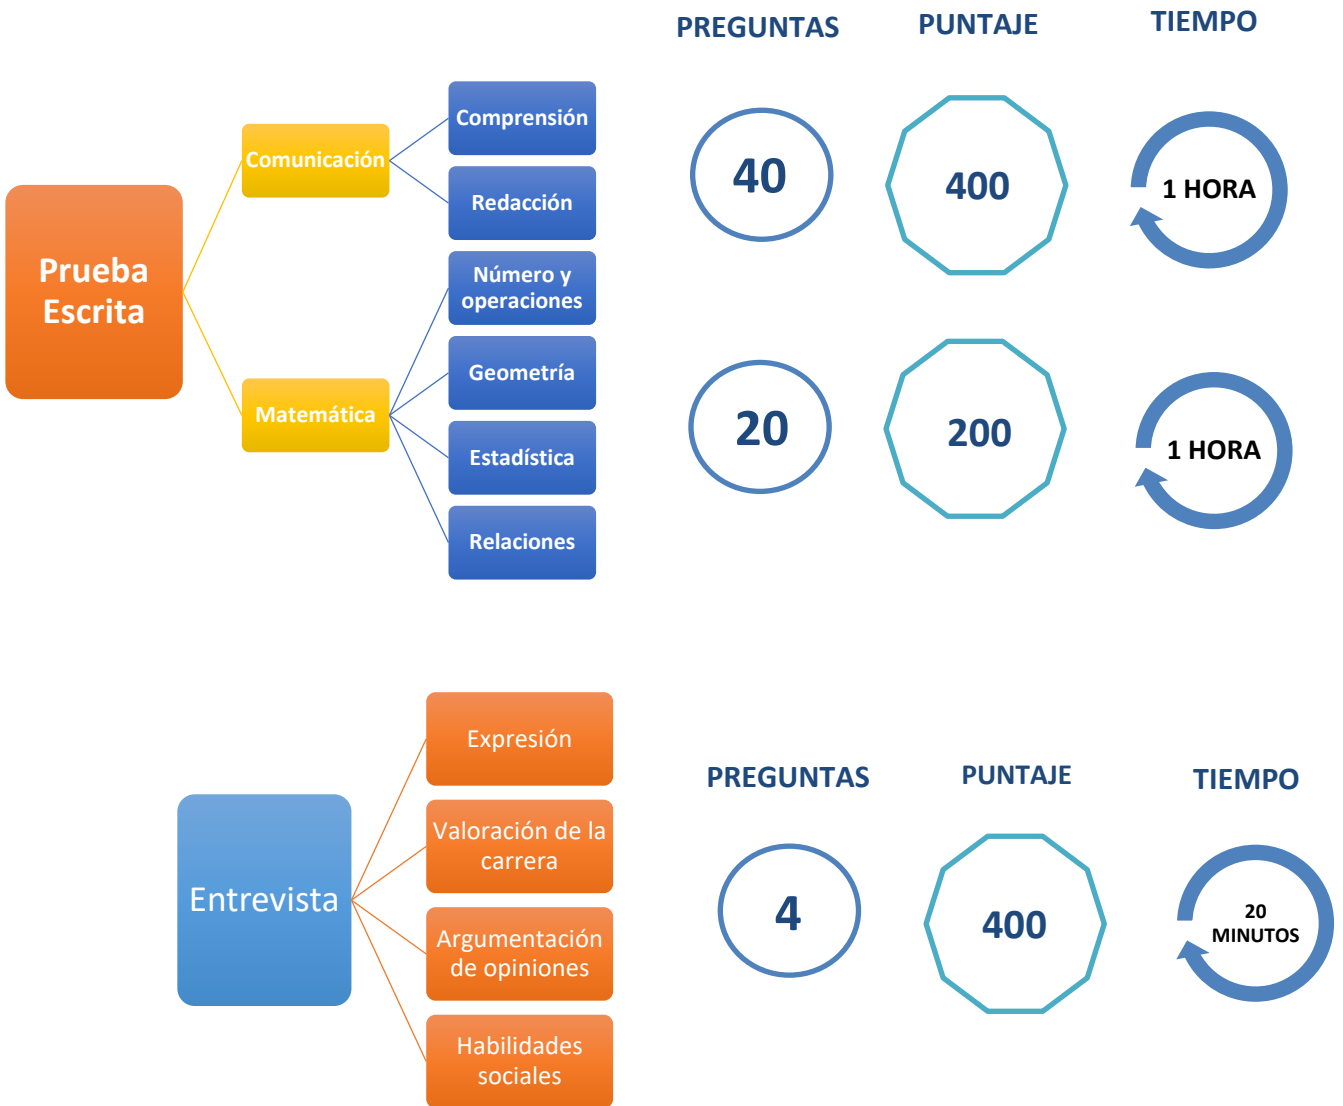 PREGUNTAS
PUNTAJE
TIEMPO
Prueba
Escrita
Comunicación
Comprensión
Redacción
40
400
1 HORA
Matemática
Número y
operaciones
Geometría
Estadística
Relaciones
20
200
1 HORA
Entrevista
Expresión
Valoración de la
carrera
Argumentación
de opiniones
Habilidades
sociales
PREGUNTAS
PUNTAJE
TIEMPO
4
400
20
MINUTOS